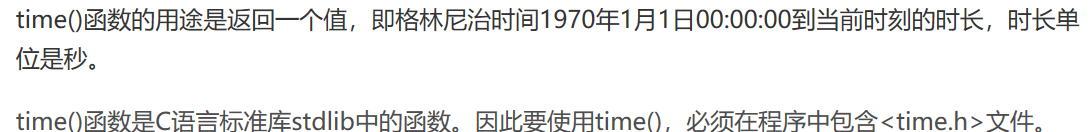 time()函数的用途是返回一个值，即格林尼治时间1970年1月1日00:00:00到当前时刻的时长，时长单
位是秒。
time()函数是C语言标准库stdlib中的函数。因此要使用time()，必须在程序中包含<time.h>文件。